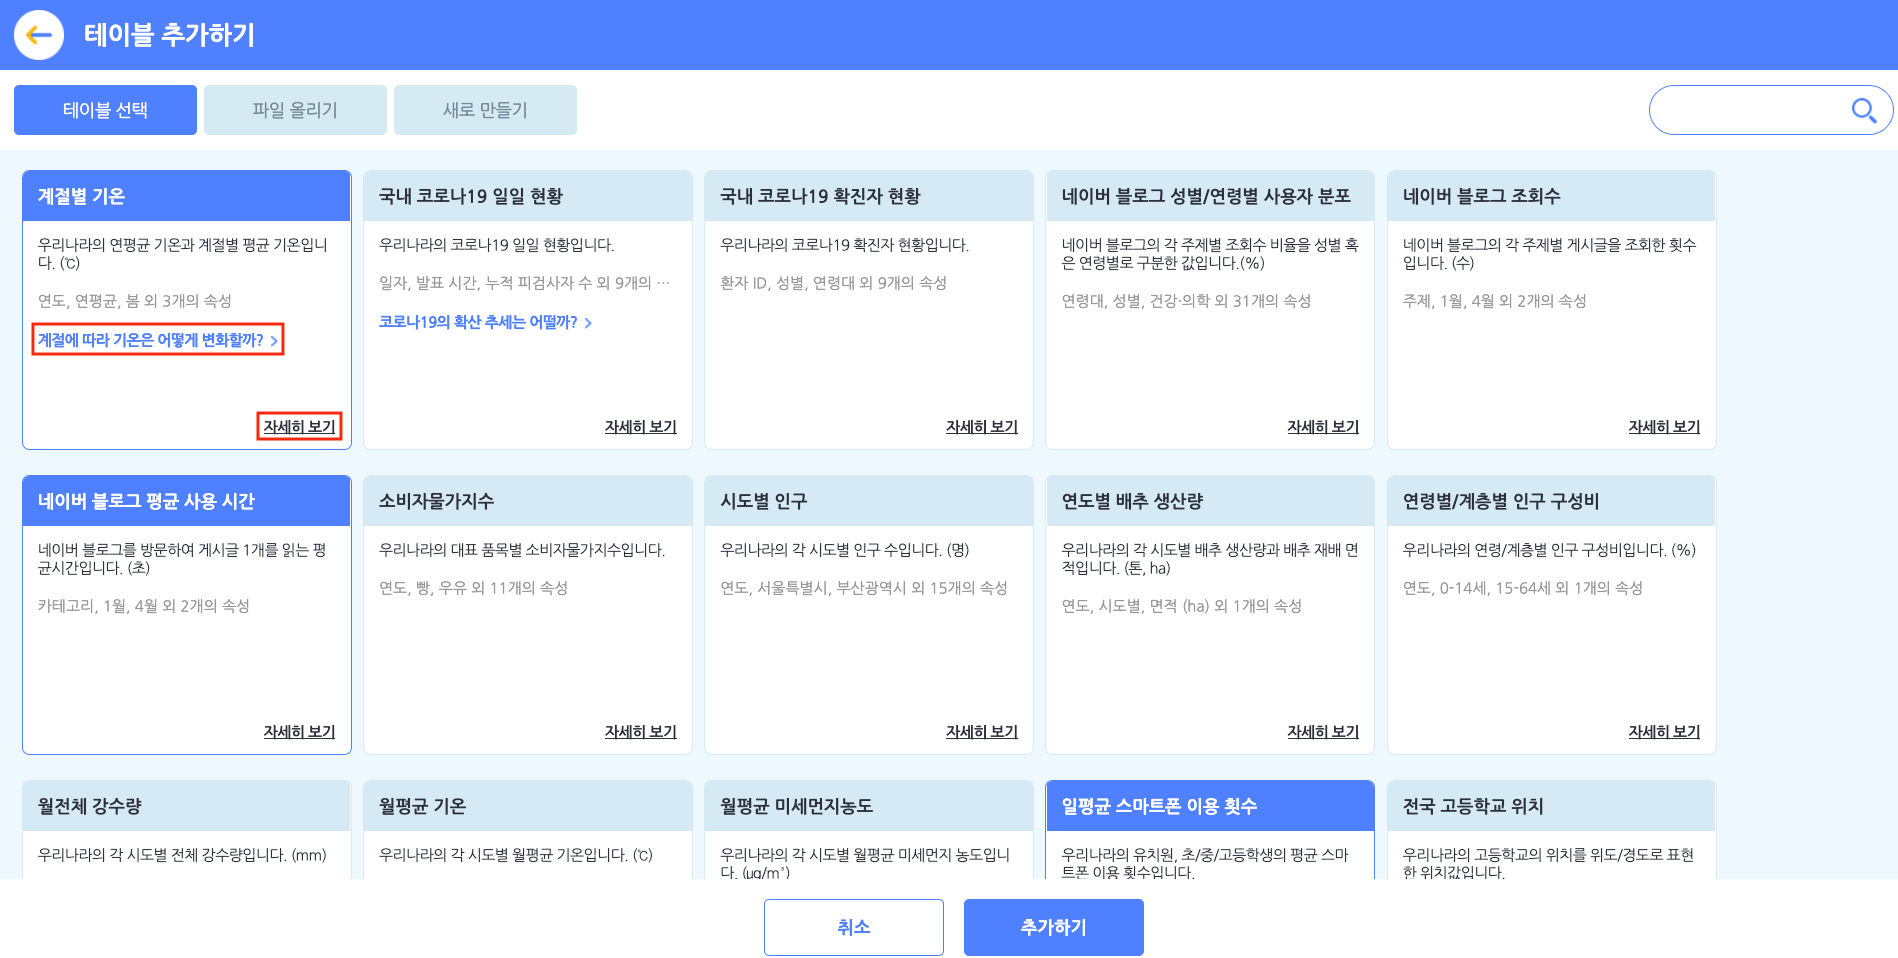 테이블 추가하기
테이블 선택
파일 올리기
새로 만들기
계절별 기온
우리나라의 연평균 기온과 계절별 평균 기온입니
다. (℃)
연도, 연평균, 봄 외 3개의 속성
계절에 따라 기온은 어떻게 변화할까?
자세히 보기
국내 코로나19 일일 현황
우리나라의 코로나19 일일 현황입니다.
일자, 발표 시간, 누적 피검사자 수 외 9개의 …
코로나19의 확산 추세는 어떨까?
자세히 보기
국내 코로나19 확진자 현황
우리나라의 코로나19 확진자 현황입니다.
환자 ID, 성별, 연령대 외 9개의 속성
자세히 보기
네이버 블로그 성별/연령별 사용자 분포
네이버 블로그의 각 주제별 조회수 비율을 성별 혹
은 연령별로 구분한 값입니다.(%)
연령대, 성별, 건강·의학 외 31개의 속성
자세히 보기
네이버 블로그 조회수
네이버 블로그의 각 주제별 게시글을 조회한 횟수
입니다. (수)
주제, 1월, 4월 외 2개의 속성
자세히 보기
네이버 블로그 평균 사용 시간
네이버 블로그를 방문하여 게시글 1개를 읽는 평
균시간입니다. (초)
카테고리, 1월, 4월 외 2개의 속성
자세히 보기
소비자물가지수
우리나라의 대표 품목별 소비자물가지수입니다.
연도, 빵, 우유 외 11개의 속성
자세히 보기
시도별 인구
우리나라의 각 시도별 인구 수입니다. (명)
연도, 서울특별시, 부산광역시 외 15개의 속성
자세히 보기
연도별 배추 생산량
우리나라의 각 시도별 배추 생산량과 배추 재배 면
적입니다. (톤, ha)
연도, 시도별, 면적 (ha) 외 1개의 속성
자세히 보기
연령별/계층별 인구 구성비
우리나라의 연령/계층별 인구 구성비입니다. (%)
연도, 0-14세, 15-64세 외 1개의 속성
자세히 보기
월전체 강수량
우리나라의 각 시도별 전체 강수량입니다. (mm)
월평균 기온
우리나라의 각 시도별 월평균 기온입니다. (℃)
월평균 미세먼지농도
우리나라의 각 시도별 월평균 미세먼지 농도입니
다. (μg/m³)
일평균 스마트폰 이용 횟수
우리나라의 유치원, 초/중/고등학생의 평균 스마
트폰 이용 횟수입니다.
전국 고등학교 위치
우리나라의 고등학교의 위치를 위도/경도로 표현
한 위치값입니다.
취소
추가하기